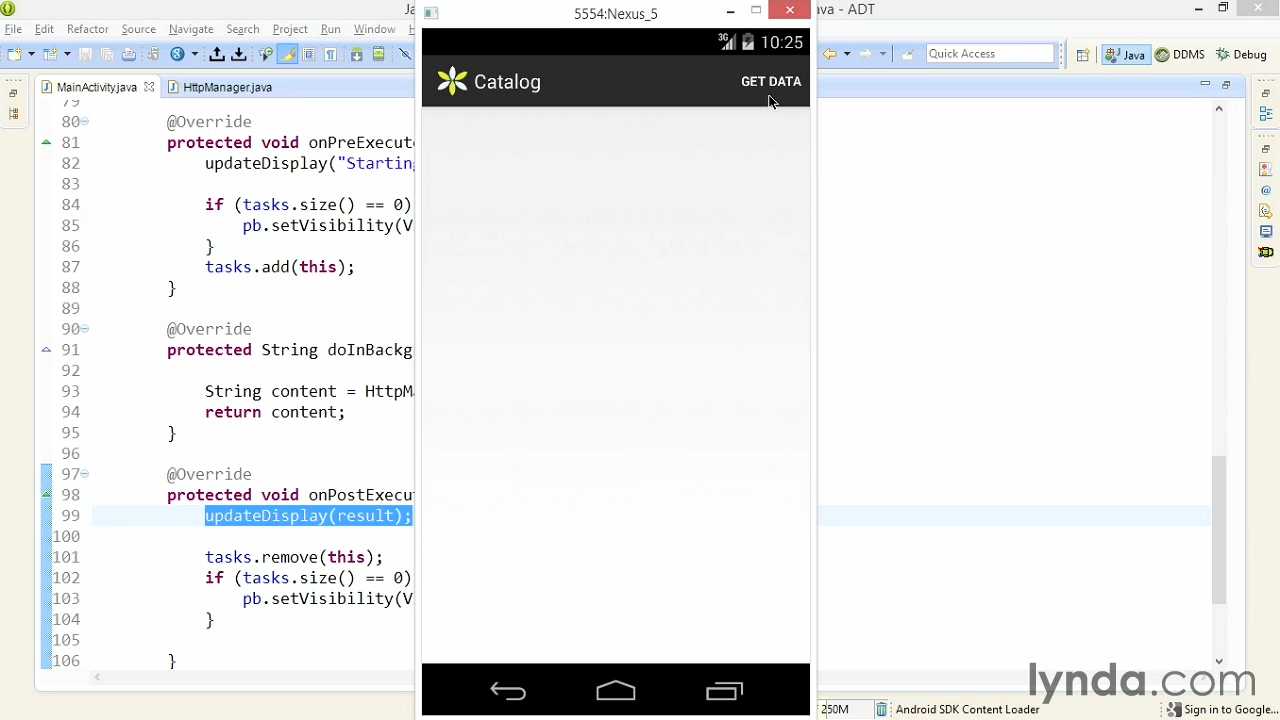 5554:Nexus_5
ava - ADT
File Edit Refactor Source Navigate Search Project Run Window
Quick Access
Java
DDMS
Debug
MainActivity.java
HttpManager.java
3G
10:25
Catalog
GET DATA
79
80 @Override
81 protected void onPreExecut
82 updateDisplay("Starting
83
84 if (tasks.size() == 0)
85 pb.setVisibility(V
86 }
87 tasks.add(this);
88 }
89
90 @Override
91 protected String doInBackg
92
93 String content = HttpM
94 return content;
95 }
96
97 @Override
98 protected void onPostExecut
99 updateDisplay(result);
100
101 tasks.remove(this);
102 if (tasks.size() == 0)
103 pb.setVisibility(V
104 }
105
106 }
lynda.com
250M
Android SDK Content Loader
Sign in to Google...